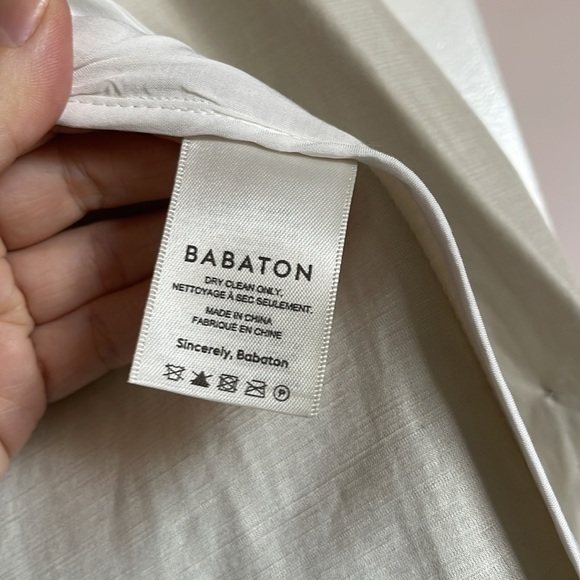 BABATON
DRY CLEAN ONLY.
NETTOYAGE À SEC SEULEMENT.
MADE IN CHINA
FABRIQUÉ EN CHINE
Sincerely, Babaton
P